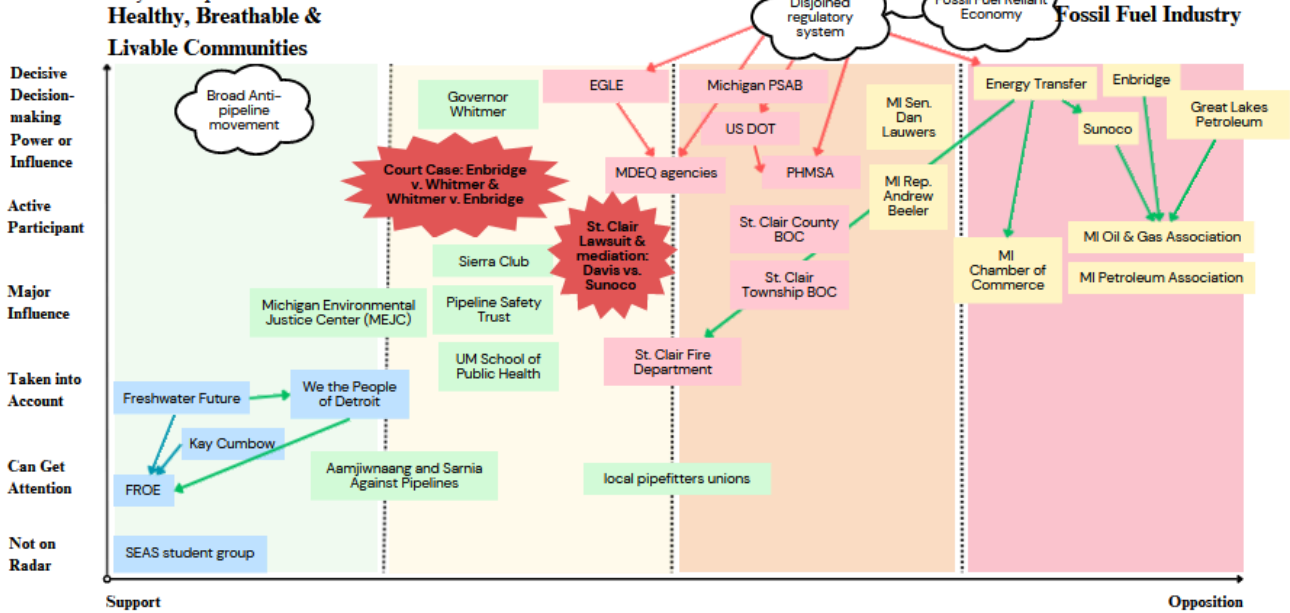 Healthy, Breathable &
Livable Communities
Disjoined
regulatory
system
Fossil Fuel Reliant
Economy
Fossil Fuel Industry
Decisive
Decision-
making
Power or
Influence
Active
Participant
Major
Influence
Taken into
Account
Can Get
Attention
Not on
Radar
Broad Anti-
pipeline
movement
Governor
Whitmer
EGLE
Michigan PSAB
US DOT
MDEQ agencies
PHMSA
MI Sen.
Dan
Lauwers
MI Rep.
Andrew
Beeler
Energy Transfer
Enbridge
Sunoco
Great Lakes
Petroleum
Court Case: Enbridge
v. Whitmer &
Whitmer v. Enbridge
St. Clair
Lawsuit &
mediation:
Davis vs.
Sunoco
St. Clair County
BOC
St. Clair
Township BOC
MI
Chamber of
Commerce
MI Oil & Gas Association
MI Petroleum Association
Sierra Club
Michigan Environmental
Justice Center (MEJC)
Pipeline Safety
Trust
UM School of
Public Health
St. Clair Fire
Department
Freshwater Future
We the People
of Detroit
Kay Cumbow
FROE
Aamjiwnaang and Sarnia
Against Pipelines
local pipefitters unions
SEAS student group
Support
Opposition